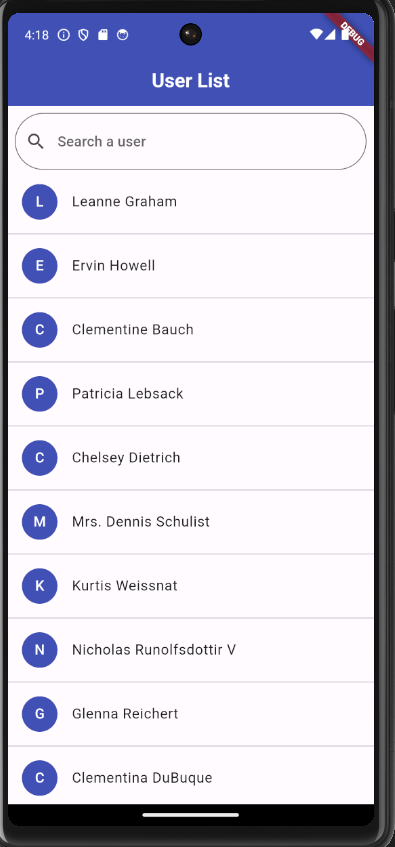 4:18
DEBUG
User List
Search a user
L Leanne Graham
E Ervin Howell
C Clementine Bauch
P Patricia Lebsack
C Chelsey Dietrich
M Mrs. Dennis Schulist
K Kurtis Weissnat
N Nicholas Runolfsdottir V
G Glenna Reichert
C Clementina DuBuque